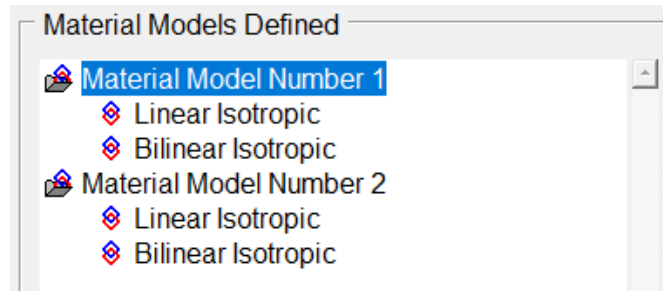 Material Models Defined
Material Model Number 1
Linear Isotropic
Bilinear Isotropic
Material Model Number 2
Linear Isotropic
Bilinear Isotropic